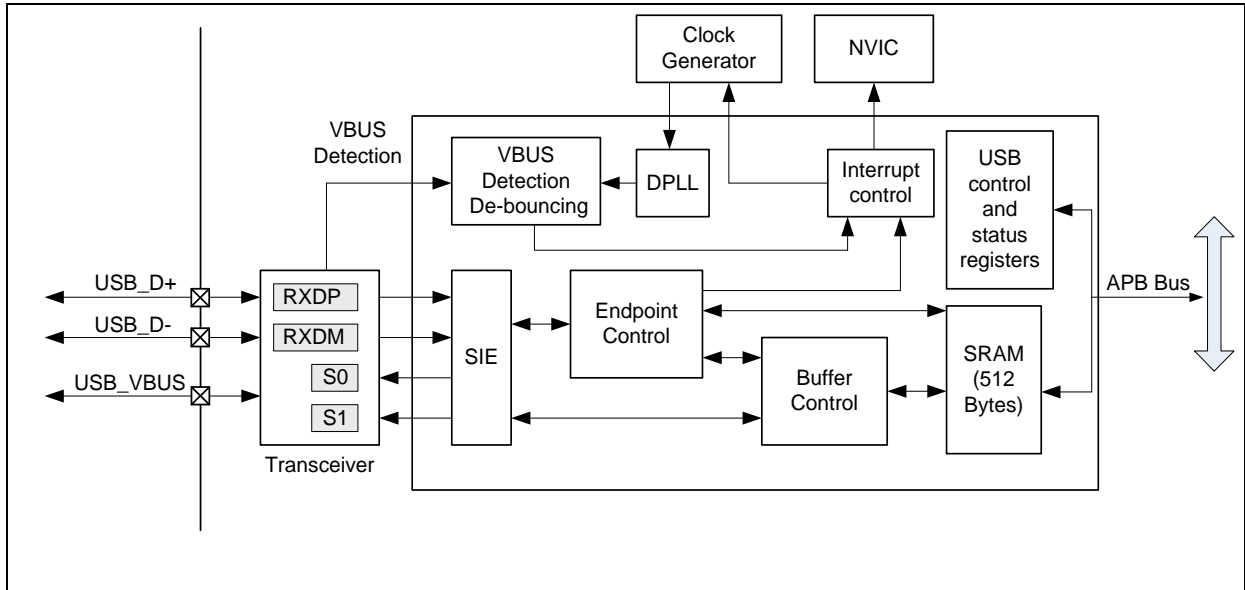 Clock
Generator
NVIC
VBUS
Detection
VBUS
Detection
De-bouncing
DPLL
Interrupt
control
USB
control
and
status
registers
APB Bus
USB_D+
USB_D-
USB_VBUS
RXDP
RXDM
S0
S1
Transceiver
SIE
Endpoint
Control
Buffer
Control
SRAM
(512
Bytes)